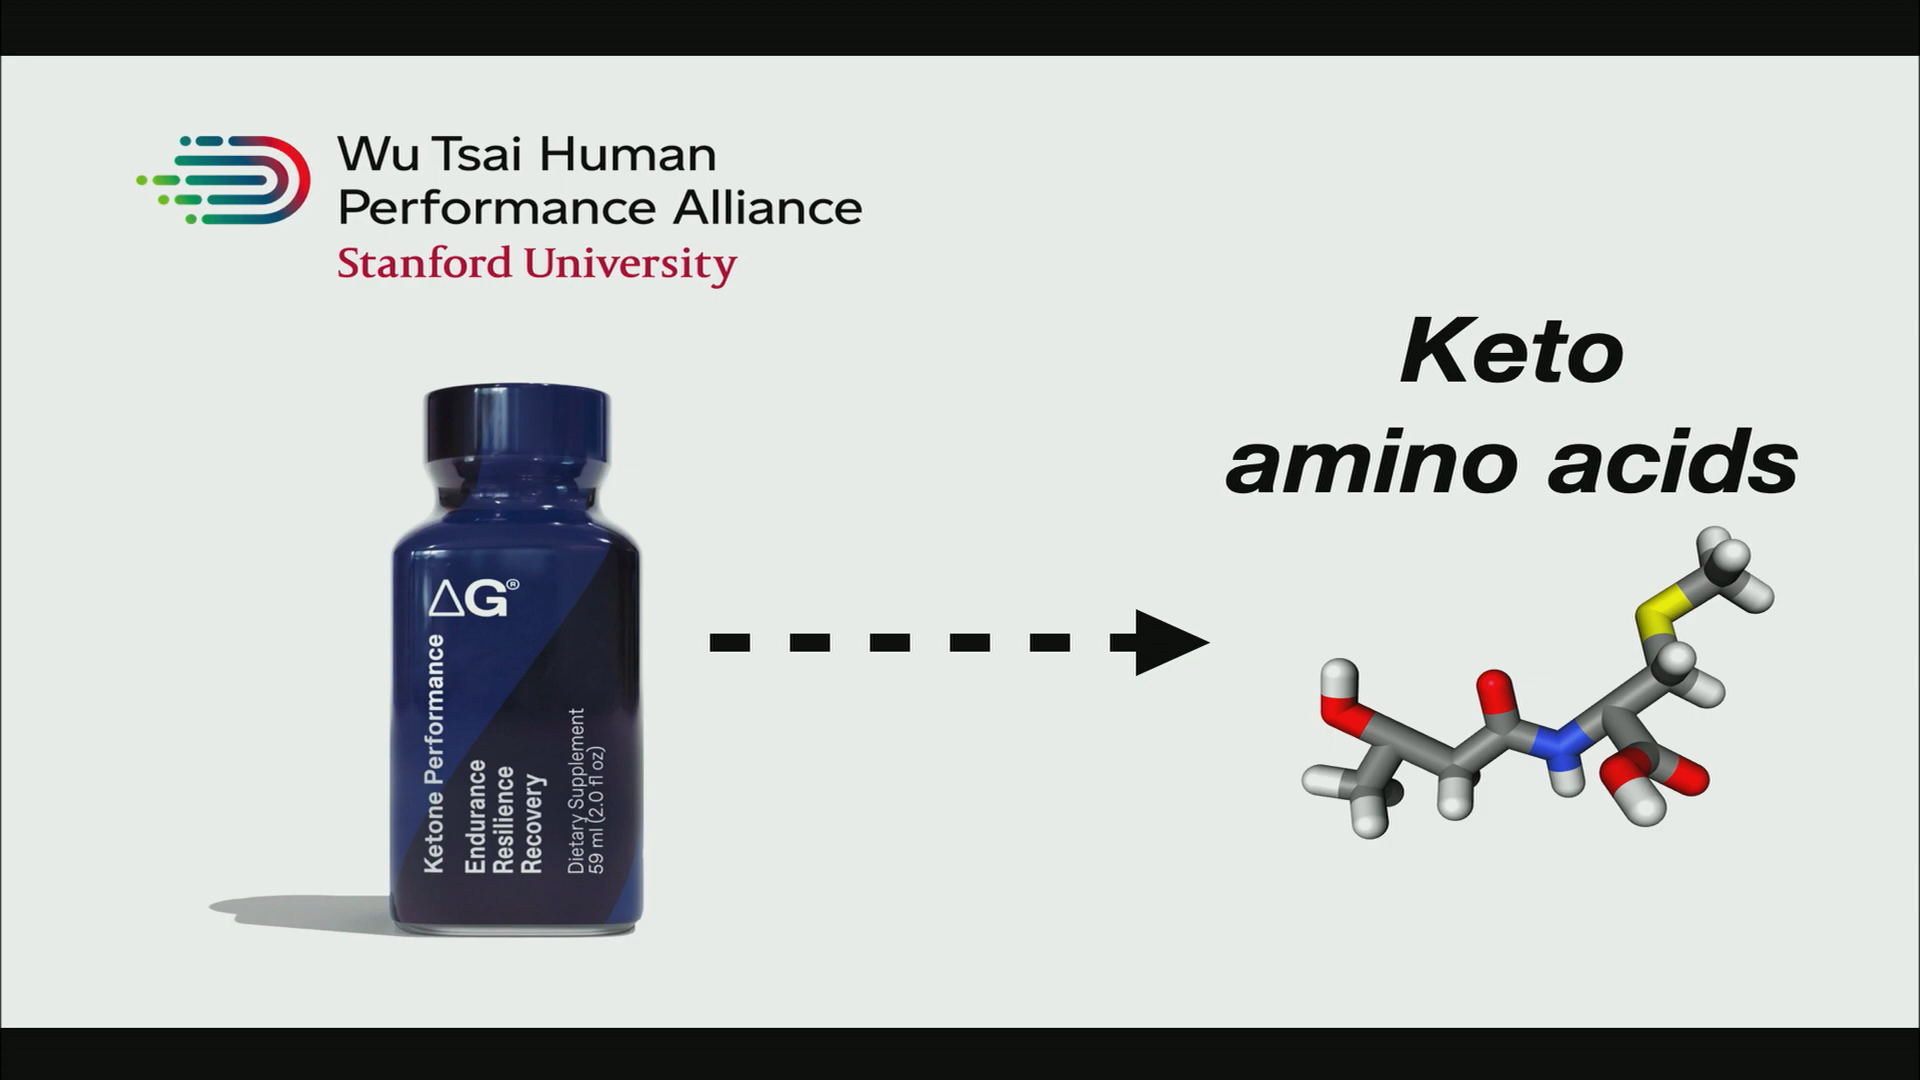 Wu Tsai Human
Performance Alliance
Stanford University
Keto
amino acids
ΔG®
Ketone Performance
Endurance
Resilience
Recovery
Dietary Supplement
59 ml (2.0 fl oz)